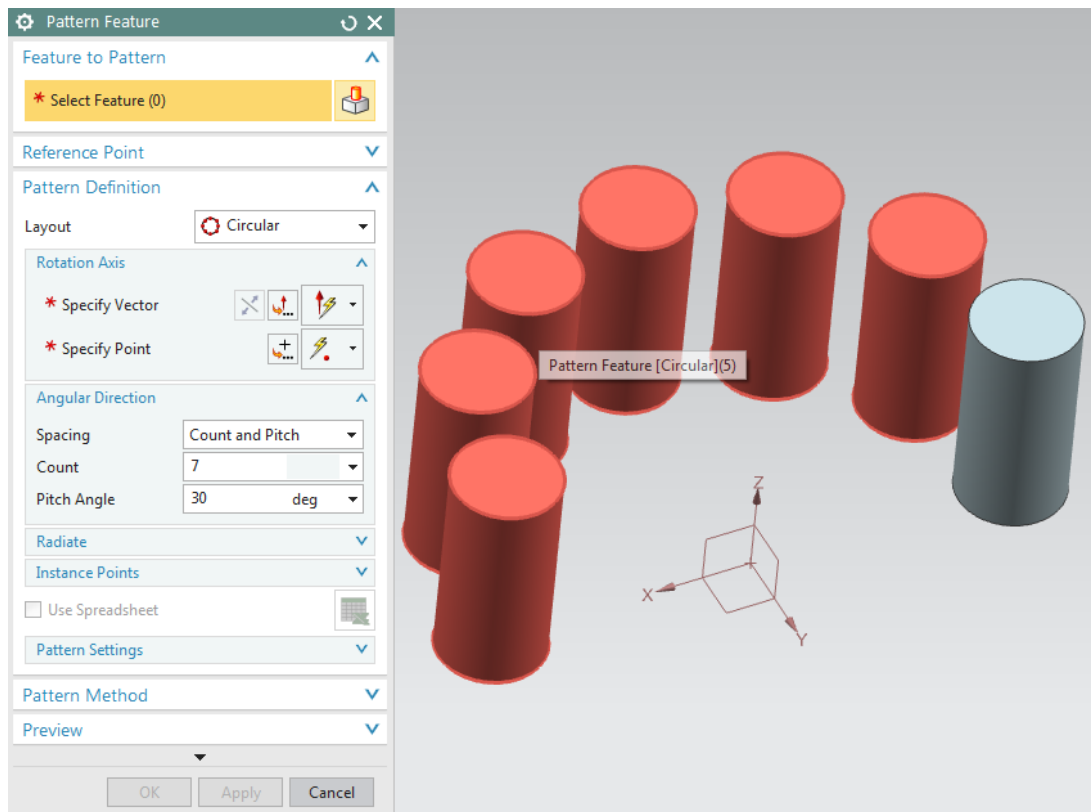 Pattern Feature
Feature to Pattern
* Select Feature (0)
Reference Point
Pattern Definition
Layout Circular
Rotation Axis
* Specify Vector
* Specify Point
Angular Direction
Spacing Count and Pitch
Count 7
Pitch Angle 30 deg
Radiate
Instance Points
Use Spreadsheet
Pattern Settings
Pattern Method
Preview
OK Apply Cancel
Pattern Feature [Circular](5)
Z
X
Y